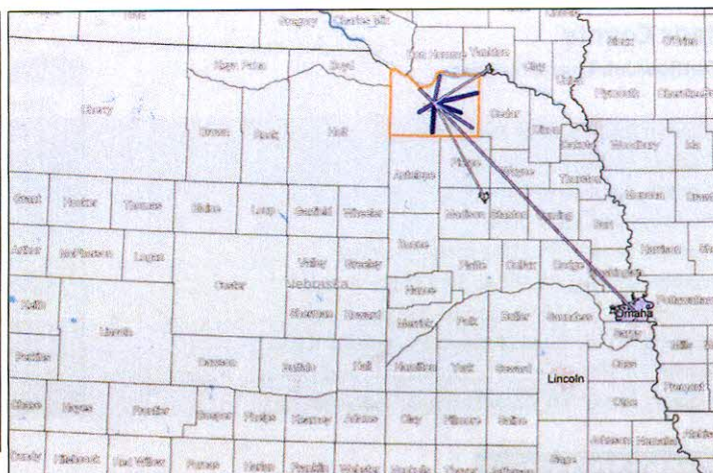 Gregory Charles Mix
Bon Homme Yankton
Clay
Union
Sioux O'Brien
Keya Paha Boyd
Plymouth Cherokee
Cherry
Brown Rock Holt
Cedar
Dixon Dakota Woodbury Ida
Antelope Pierce Wayne Thurston
Monona
Grant Hooker Thomas Blaine Loup Garfield Wheeler
Madison Stanton Cuming Burt
Harrison
Arthur McPherson Logan
Custer
Valley Greeley
Boone
Platte Colfax Dodge Washington
Nebraska
Nance
Keith
Lincoln
Sherman Howard
Merrick Polk Butler Saunders
Omaha
Pottawattamie
Sarpy
Perkins
Dawson Buffalo Hall Hamilton York Seward
Lincoln
Cass
Mills
Otoe
Fremont
Chase Hayes Frontier
Gosper Phelps Kearney Adams Clay Fillmore Saline
Johnson Nemaha
Dundy Hitchcock Red Willow Furnas Harlan Franklin Webster Nuckolls Thayer Jefferson
Gage